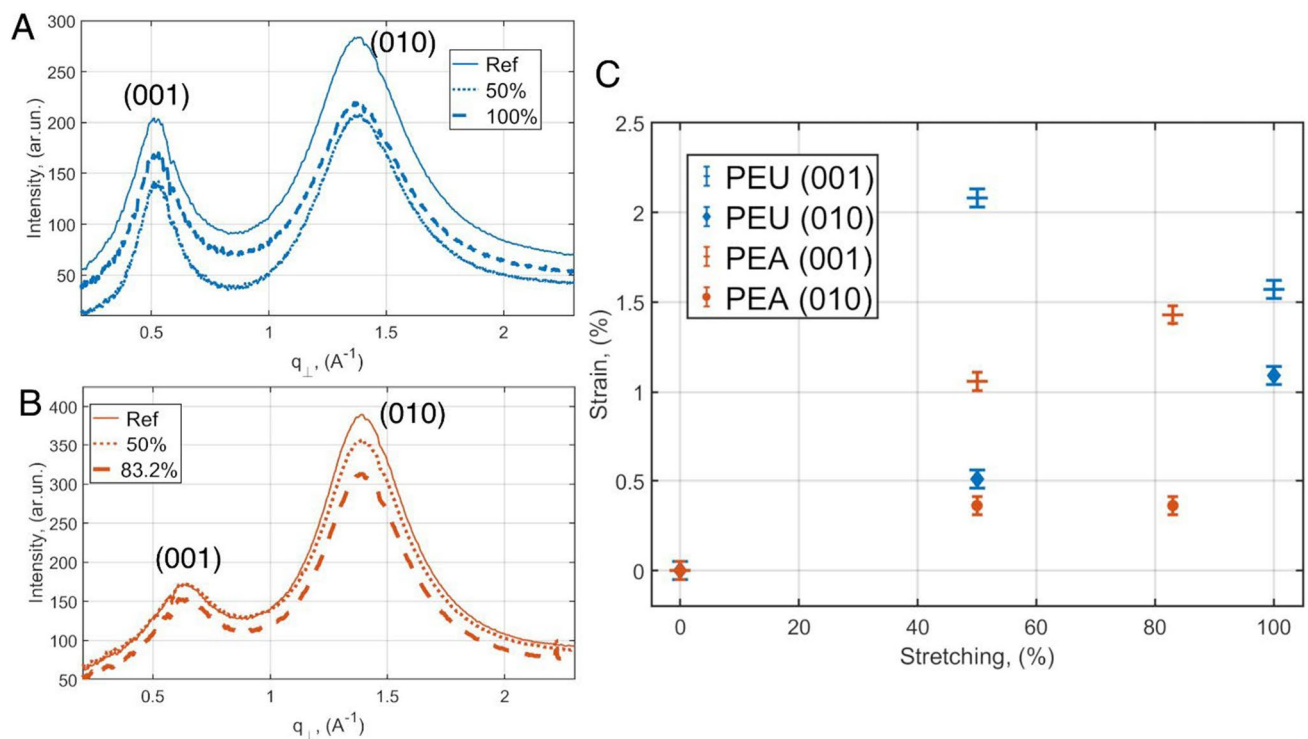 A
300
250
200
150
100
50
Intensity, (ar.un.)
(001)
(010)
Ref
50%
100%
0.5
1
1.5
2
q⊥, (A⁻¹)
B
400
350
300
250
200
150
100
50
Intensity, (ar.un.)
Ref
50%
83.2%
(001)
(010)
0.5
1
1.5
2
q⊥, (A⁻¹)
C
2.5
2
1.5
1
0.5
0
Strain, (%)
PEU (001)
PEU (010)
PEA (001)
PEA (010)
0
20
40
60
80
100
Stretching, (%)